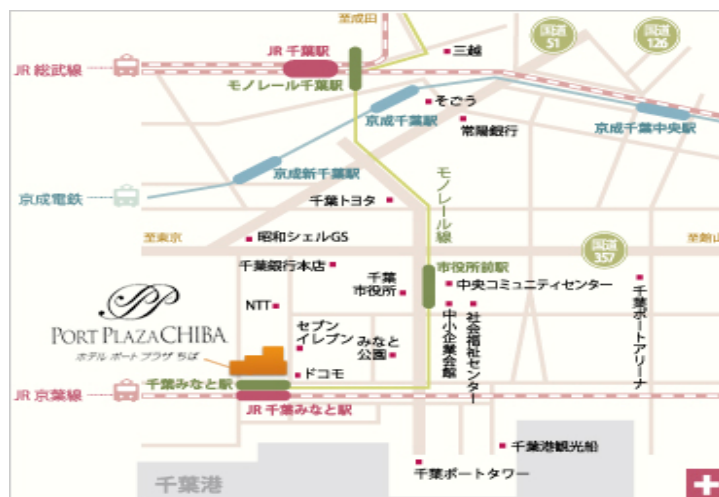 至成田
国道
51
国道
126
JR 千葉駅
三越
JR 総武線
モノレール千葉駅
そごう
京成千葉駅
常陽銀行
京成千葉中央駅
京成新千葉駅
京成電鉄
千葉トヨタ
モノレール線
至東京
昭和シェルGS
国道
357
至館山
千葉銀行本店
千葉
市役所
市役所前駅
中央コミュニティセンター
NTT
中小企業会館
社会福祉センター
千葉ポートアリーナ
PORT PLAZA CHIBA
ホテル ポート プラザ ちば
セブン
イレブン
みなと
公園
ドコモ
千葉みなと駅
JR 京葉線
JR 千葉みなと駅
千葉港観光船
千葉ポートタワー
千葉港